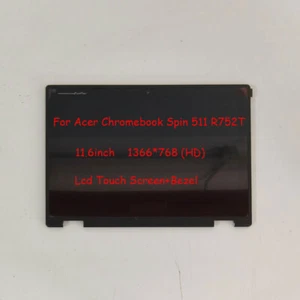 For Acer Chromebook Spin 511 R752T
11.6inch 1366*768 (HD)
Lcd Touch Screen+Bezel